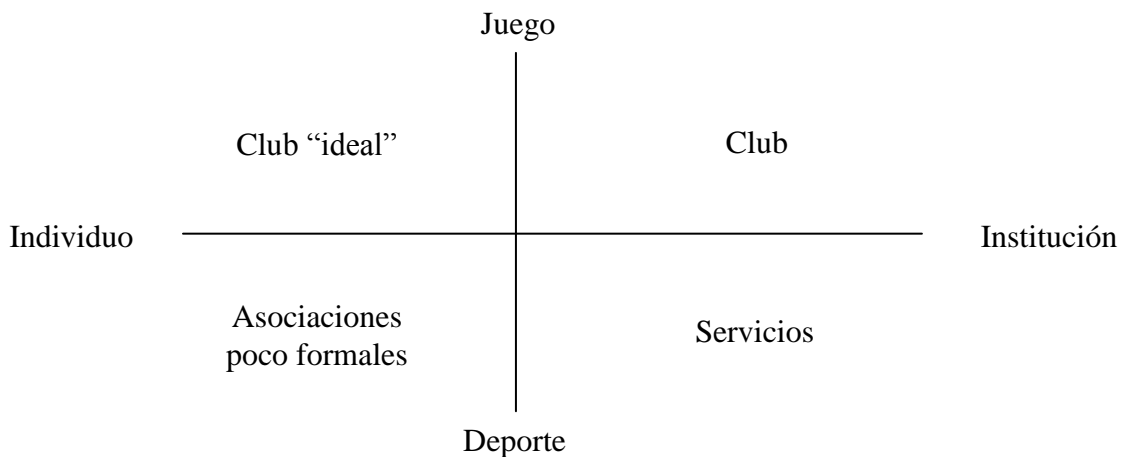 Juego
Club “ideal”
Club
Individuo
Institución
Asociaciones
poco formales
Servicios
Deporte